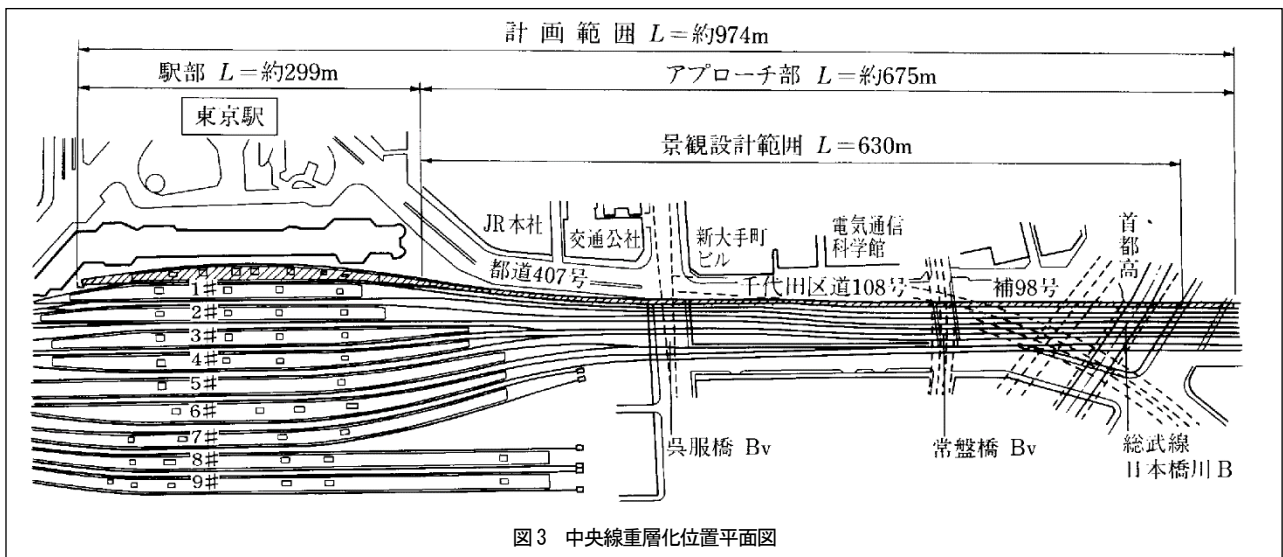 計画範囲 L=約974m
駅部 L=約299m
アプローチ部 L=約675m
東京駅
景観設計範囲 L=630m
JR本社
交通公社
新大手町
ビル
電気通信
科学館
首都高
都道407号
千代田区道108号
補98号
1#
2#
3#
4#
5#
6#
7#
8#
9#
呉服橋 Bv
常盤橋 Bv
総武線
日本橋川 B
図3 中央線重層化位置平面図